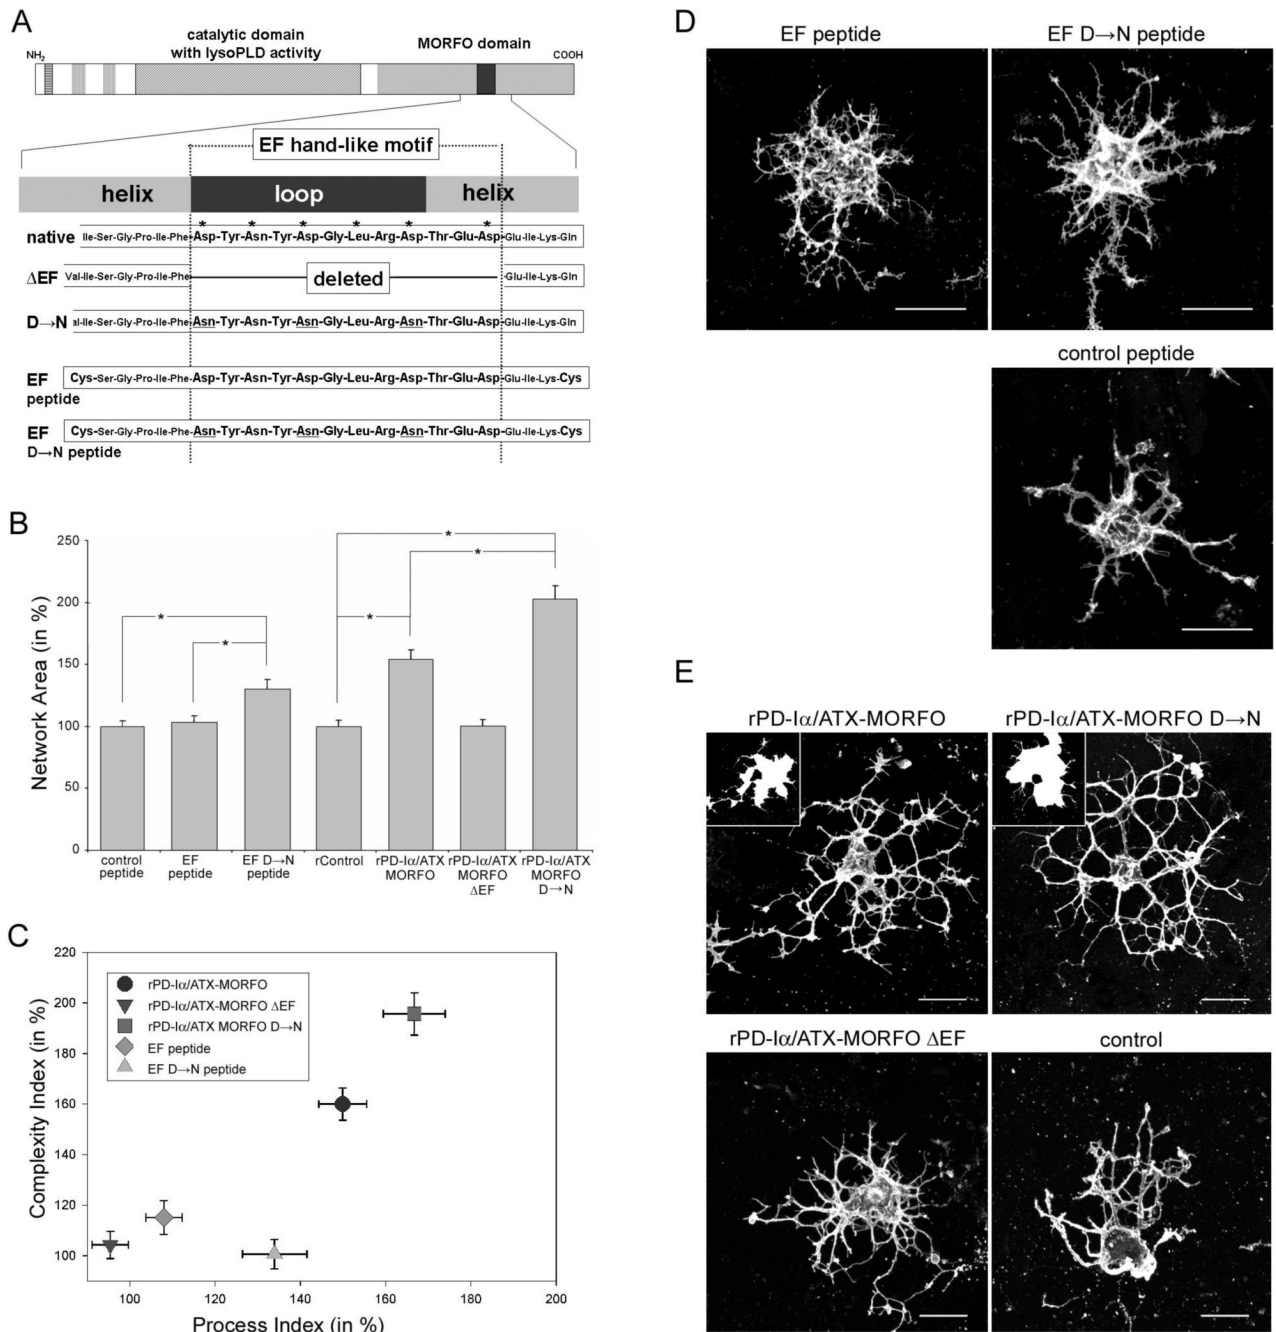 A
catalytic domain
with lysoPLD activity
MORFO domain
NH2
COOH
EF hand-like motif
helix
loop
helix
* * * * * *
native Ile-Ser-Gly-Pro-Ile-Phe-Asp-Tyr-Asn-Tyr-Asp-Gly-Leu-Arg-Asp-Thr-Glu-Asp-Glu-Ile-Lys-Gln
ΔEF Val-Ile-Ser-Gly-Pro-Ile-Phe deleted Glu-Ile-Lys-Gln
D→N al-Ile-Ser-Gly-Pro-Ile-Phe-Asn-Tyr-Asn-Tyr-Asn-Gly-Leu-Arg-Asn-Thr-Glu-Asp-Glu-Ile-Lys-Gln
EF Cys-Ser-Gly-Pro-Ile-Phe-Asp-Tyr-Asn-Tyr-Asp-Gly-Leu-Arg-Asp-Thr-Glu-Asp-Glu-Ile-Lys-Cys
peptide
EF Cys-Ser-Gly-Pro-Ile-Phe-Asn-Tyr-Asn-Tyr-Asn-Gly-Leu-Arg-Asn-Thr-Glu-Asp-Glu-Ile-Lys-Cys
D→N peptide
B
Network Area (in %)
250
200
150
100
50
0
*
*
*
*
*
control
peptide
EF
peptide
EF D→N
peptide
rControl
rPD-Iα/ATX
MORFO
rPD-Iα/ATX
MORFO
ΔEF
rPD-Iα/ATX
MORFO
D→N
C
Complexity Index (in %)
220
200
180
160
140
120
100
rPD-Iα/ATX-MORFO
rPD-Iα/ATX-MORFO ΔEF
rPD-Iα/ATX MORFO D→N
EF peptide
EF D→N peptide
100 120 140 160 180 200
Process Index (in %)
D
EF peptide
EF D→N peptide
control peptide
E
rPD-Iα/ATX-MORFO
rPD-Iα/ATX-MORFO D→N
rPD-Iα/ATX-MORFO ΔEF
control